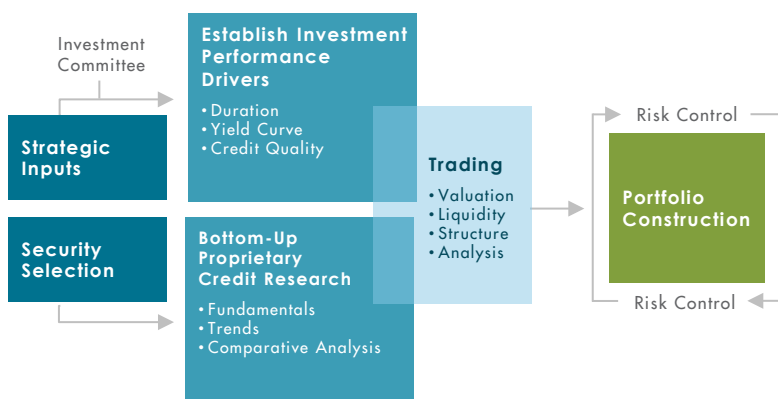 Investment
Committee
Strategic
Inputs
Security
Selection
Establish Investment
Performance
Drivers
• Duration
• Yield Curve
• Credit Quality
Bottom-Up
Proprietary
Credit Research
• Fundamentals
• Trends
• Comparative Analysis
Trading
• Valuation
• Liquidity
• Structure
• Analysis
Risk Control
Portfolio
Construction
Risk Control